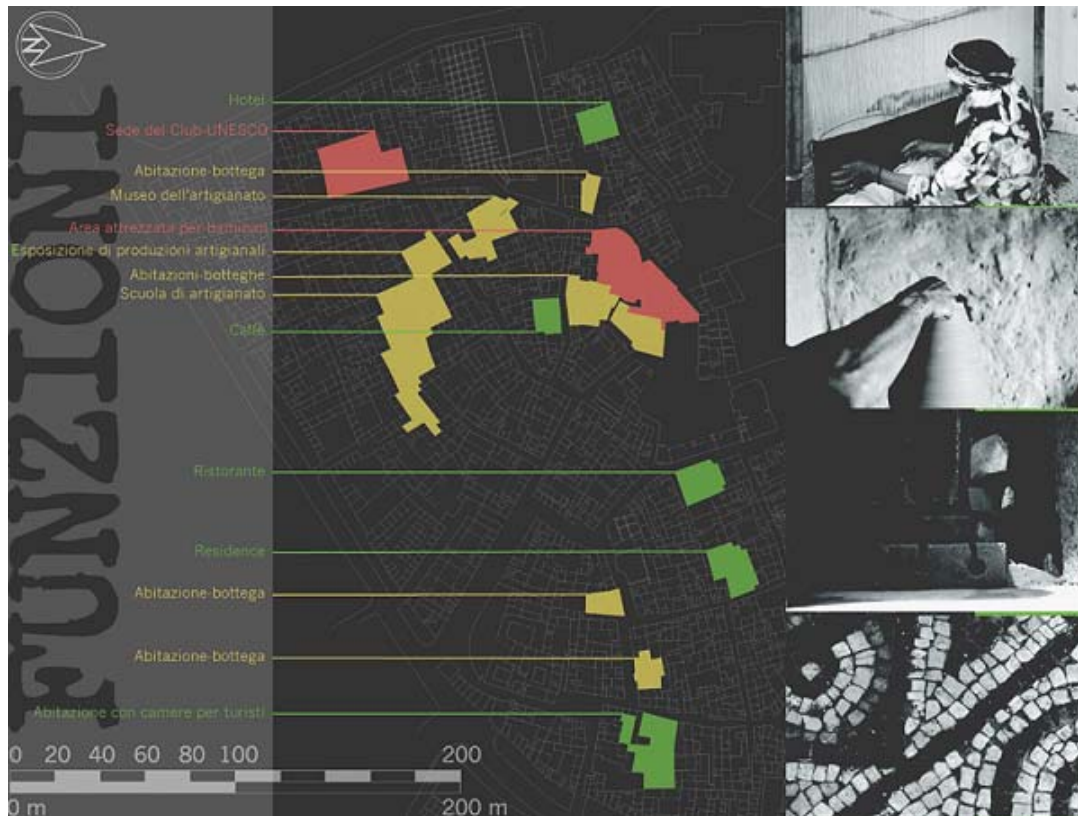 N
FUNZIONI
Hotel
Sede del Club-UNESCO
Abitazione-bottega
Museo dell'artigianato
Area attrezzata per bambini
Esposizione di produzioni artigianali
Abitazioni-botteghe
Scuola di artigianato
Caffè
Ristorante
Residence
Abitazione-bottega
Abitazione-bottega
Abitazione con camere per turisti
0 20 40 60 80 100 200
0 m 200 m